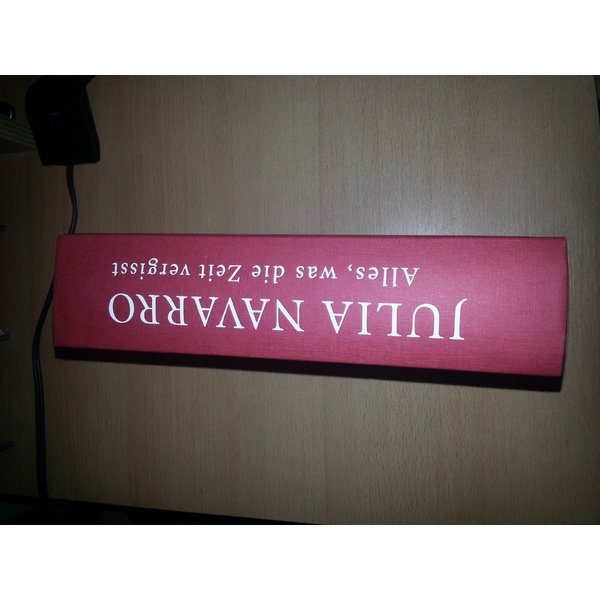 JULIA NAVARRO
Alles, was die Zeit vergisst